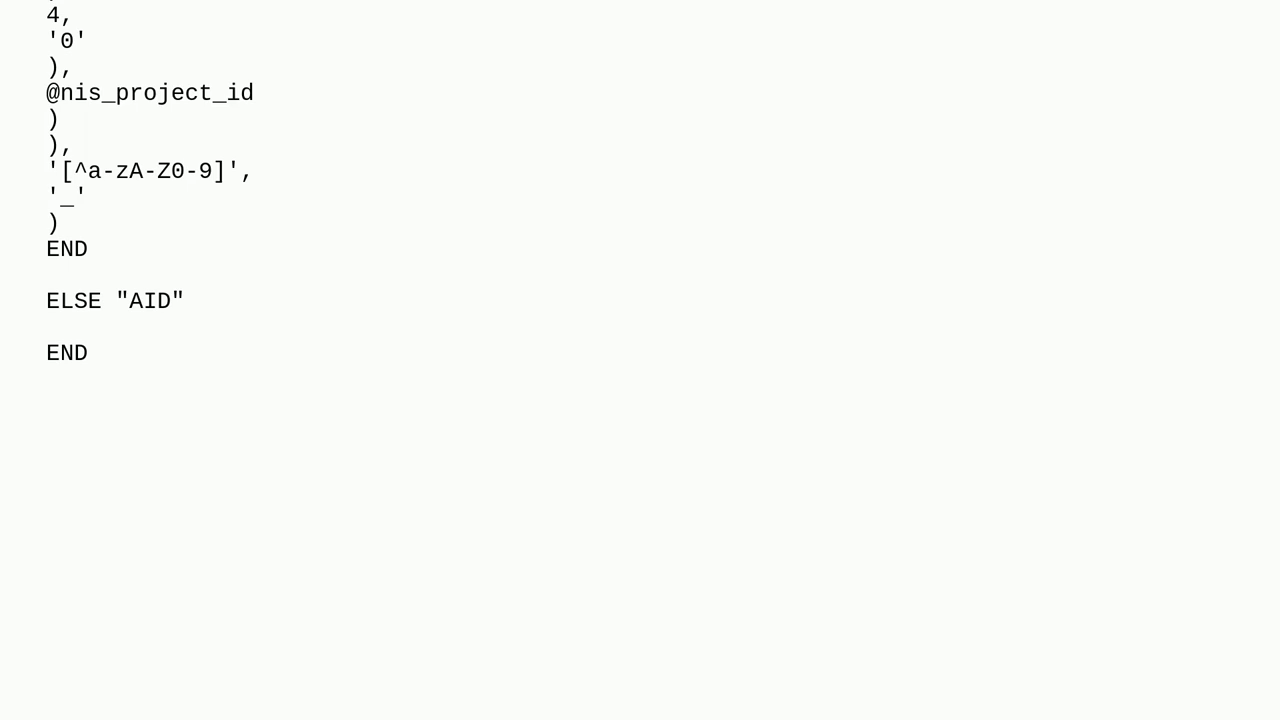 4,
'0'
),
@nis_project_id
)
),
'[^a-zA-Z0-9]',
'_'
)
END
ELSE "AID"
END